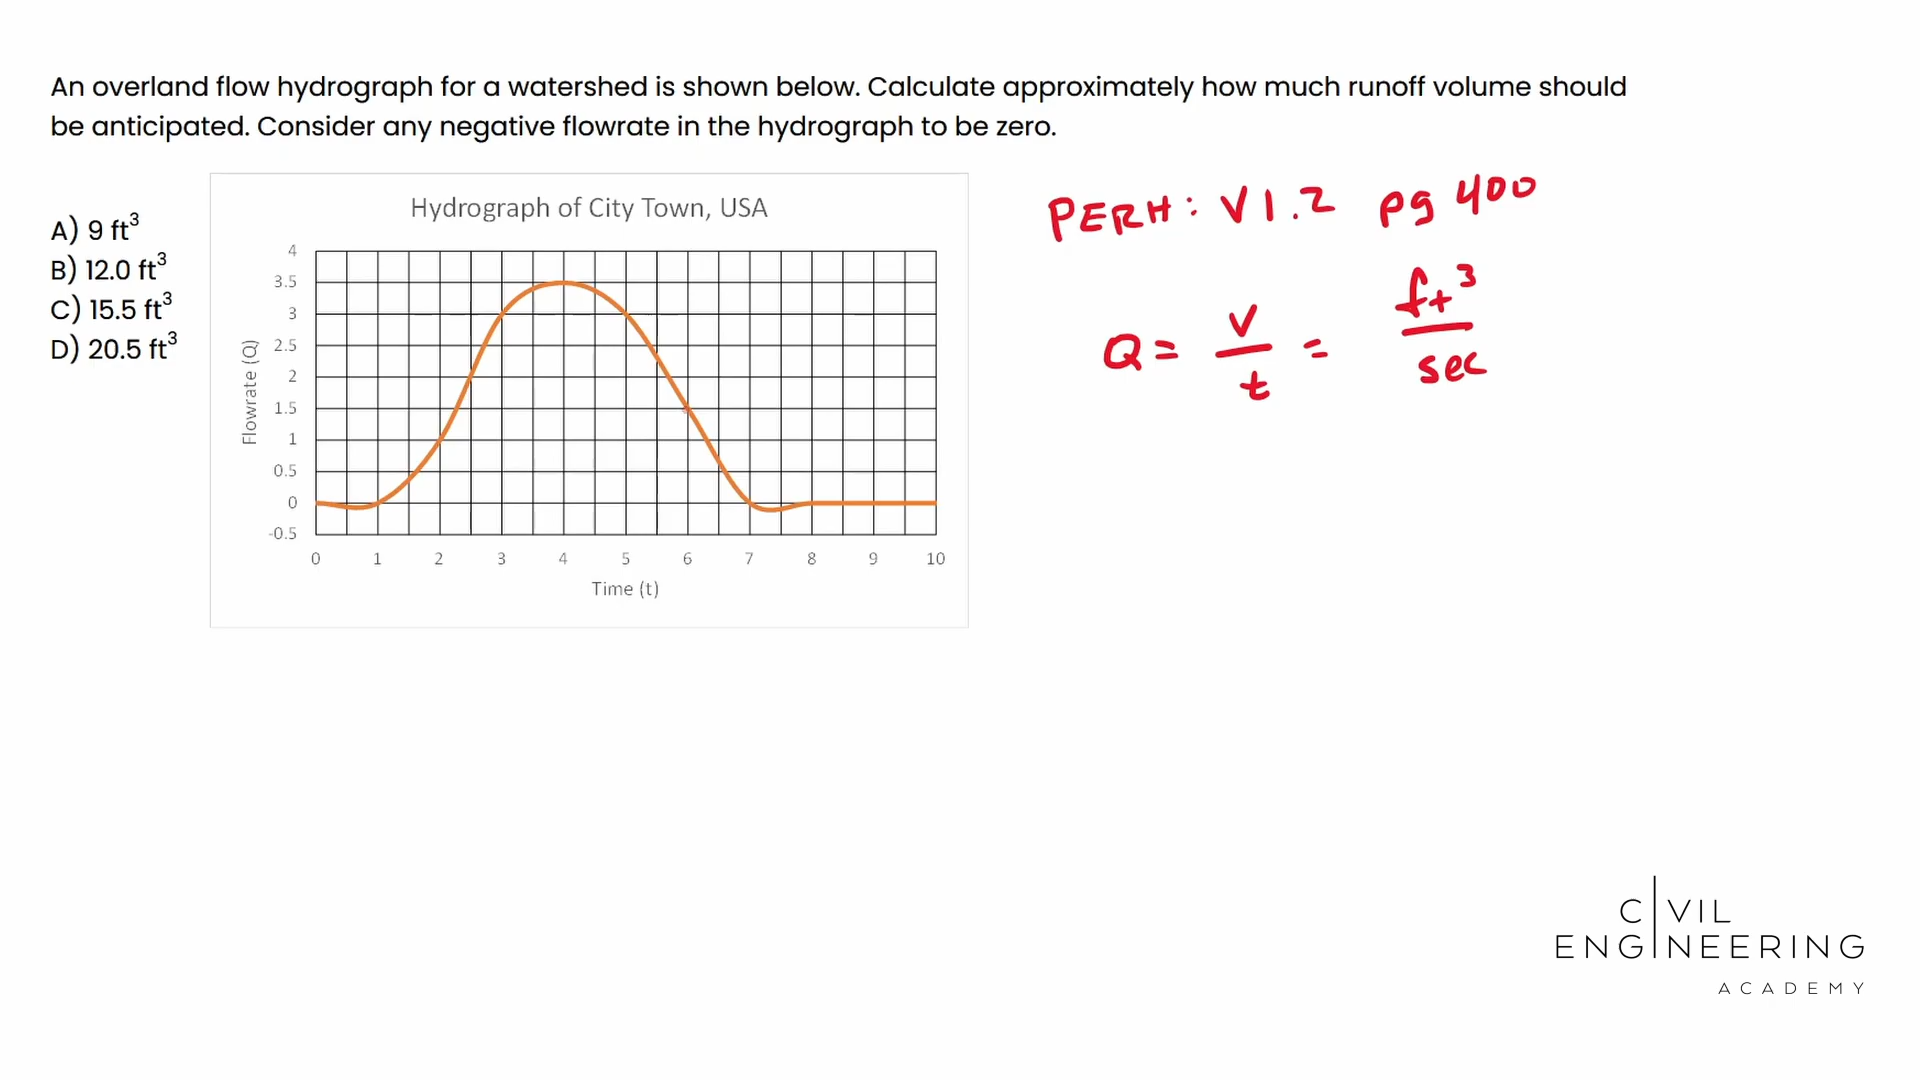 An overland flow hydrograph for a watershed is shown below. Calculate approximately how much runoff volume should
be anticipated. Consider any negative flowrate in the hydrograph to be zero.
A) 9 ft³
B) 12.0 ft³
C) 15.5 ft³
D) 20.5 ft³
Hydrograph of City Town, USA
Flowrate (Q)
4
3.5
3
2.5
2
1.5
1
0.5
0
-0.5
0 1 2 3 4 5 6 7 8 9 10
Time (t)
PERH: V1.2 pg 400
Q = V/t = ft³/sec
CIVIL
ENGINEERING
ACADEMY